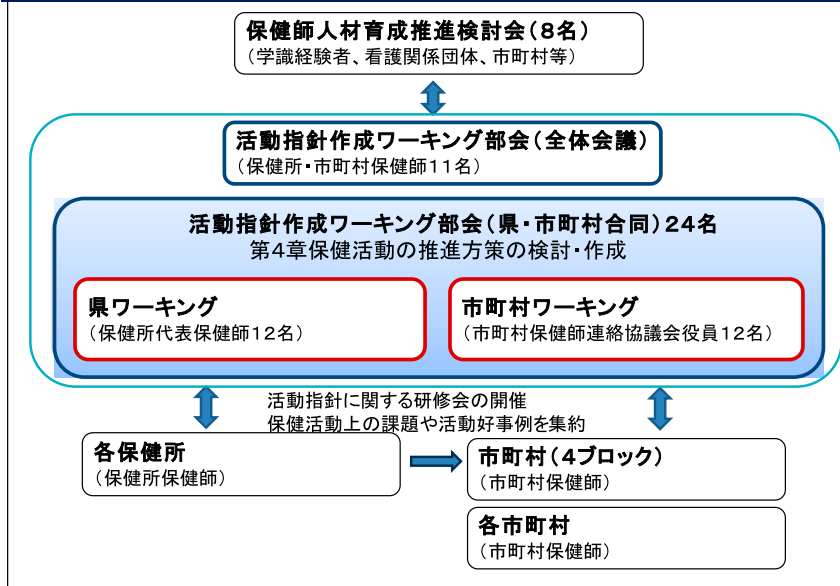 保健師人材育成推進検討会(8名)
(学識経験者、看護関係団体、市町村等)
活動指針作成ワーキング部会(全体会議)
(保健所・市町村保健師11名)
活動指針作成ワーキング部会(県・市町村合同)24名
第4章保健活動の推進方策の検討・作成
県ワーキング
(保健所代表保健師12名)
市町村ワーキング
(市町村保健師連絡協議会役員12名)
活動指針に関する研修会の開催
保健活動上の課題や活動好事例を集約
各保健所
(保健所保健師)
市町村(4ブロック)
(市町村保健師)
各市町村
(市町村保健師)